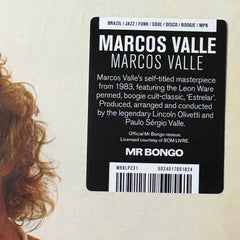 BRAZIL / JAZZ / FUNK / SOUL / DISCO / BOOGIE / MPB
MARCOS VALLE
MARCOS VALLE
Marcos Valle's self-titled masterpiece
from 1983, featuring the Leon Ware
penned, boogie cult-classic, 'Estrelar'.
Produced, arranged and conducted
by the legendary Lincoln Olivetti and
Paulo Sérgio Valle.
Official Mr Bongo reissue.
Licensed courtesy of SOM LIVRE.
MR BONGO
MRBLP231 5024017001824